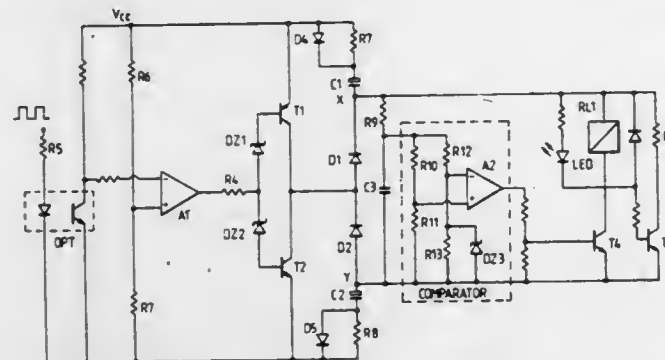 Vcc
D4
R7
R6
C1
X
T1
R9
RL1
R5
DZ1
D1
R10
R12
A2
LED
R4
C3
A1
DZ2
R11
D2
OPT
T2
R13
DZ3
T4
Y
R7
C2
COMPARATOR
D5
R8